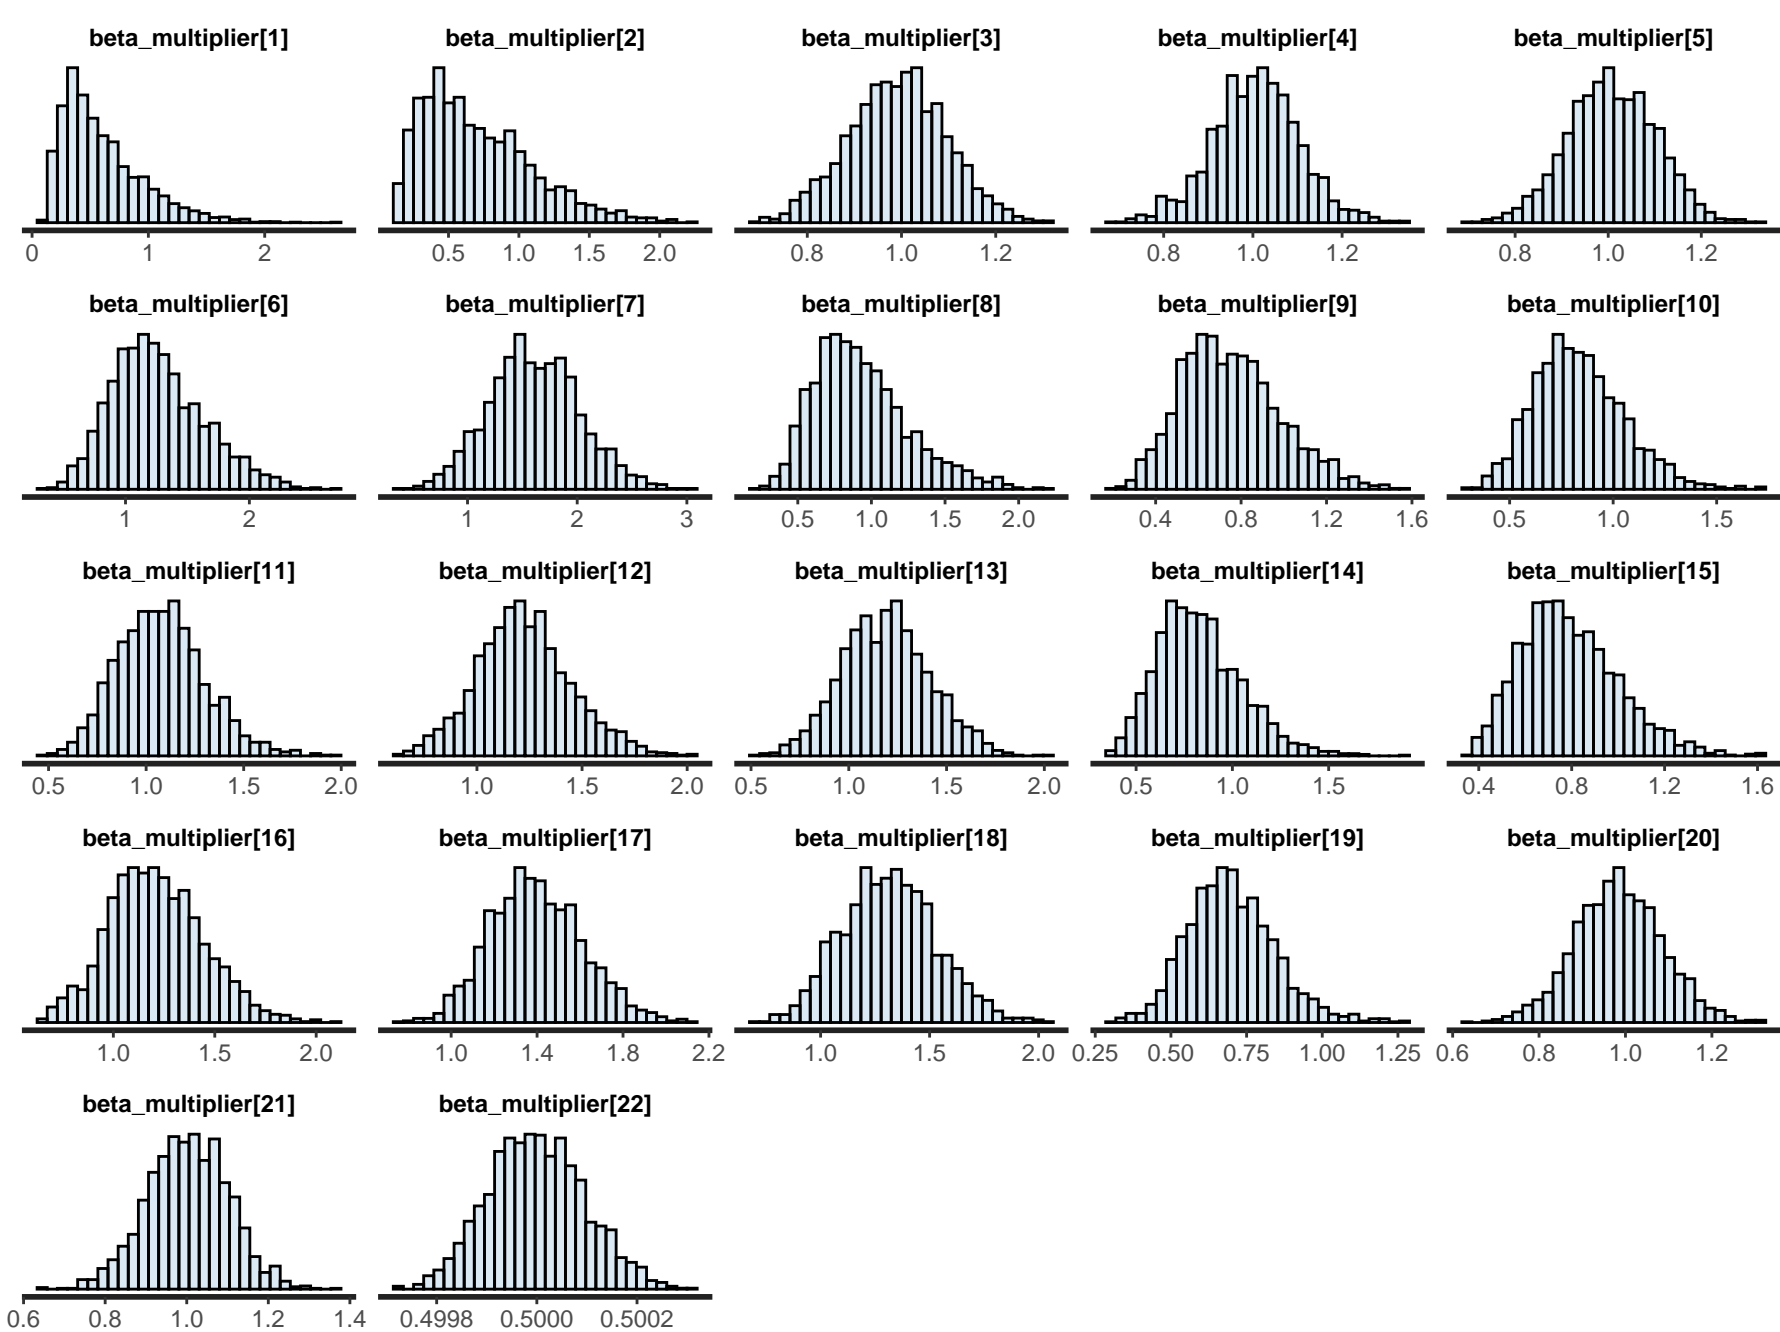 beta_multiplier[1] beta_multiplier[2] beta_multiplier[3] beta_multiplier[4] beta_multiplier[5]
0 1 2 0.5 1.0 1.5 2.0 0.8 1.0 1.2 0.8 1.0 1.2 0.8 1.0 1.2
beta_multiplier[6] beta_multiplier[7] beta_multiplier[8] beta_multiplier[9] beta_multiplier[10]
1 2 1 2 3 0.5 1.0 1.5 2.0 0.4 0.8 1.2 1.6 0.5 1.0 1.5
beta_multiplier[11] beta_multiplier[12] beta_multiplier[13] beta_multiplier[14] beta_multiplier[15]
0.5 1.0 1.5 2.0 1.0 1.5 2.0 0.5 1.0 1.5 2.0 0.5 1.0 1.5 0.4 0.8 1.2 1.6
beta_multiplier[16] beta_multiplier[17] beta_multiplier[18] beta_multiplier[19] beta_multiplier[20]
1.0 1.5 2.0 1.0 1.4 1.8 2.2 1.0 1.5 2.0 0.25 0.50 0.75 1.00 1.25 0.6 0.8 1.0 1.2
beta_multiplier[21] beta_multiplier[22]
0.6 0.8 1.0 1.2 1.4 0.4998 0.5000 0.5002